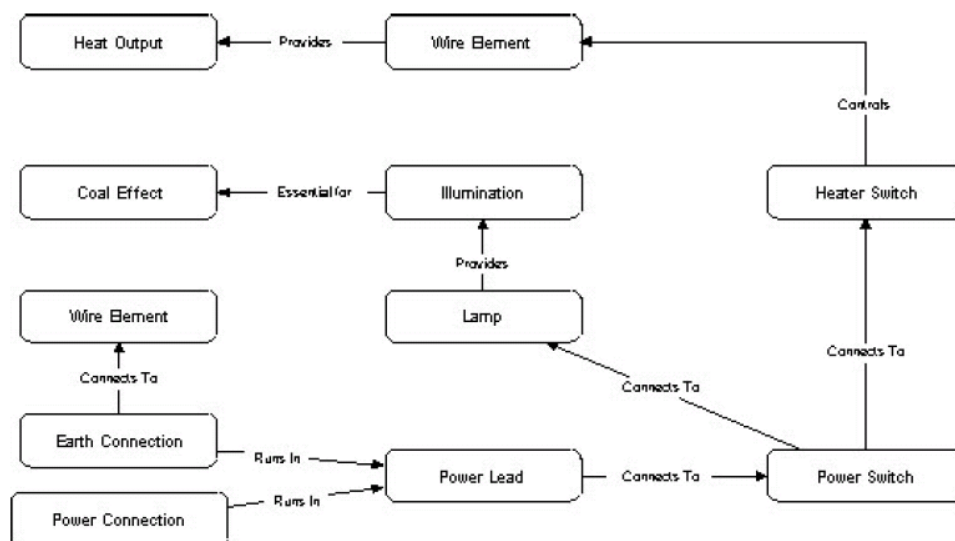 Heat Output
Provides
Wire Element
Controls
Coal Effect
Essential for
Illumination
Heater Switch
Provides
Wire Element
Lamp
Connects To
Connects To
Connects To
Earth Connection
Runs In
Power Lead
Connects To
Power Switch
Runs In
Power Connection